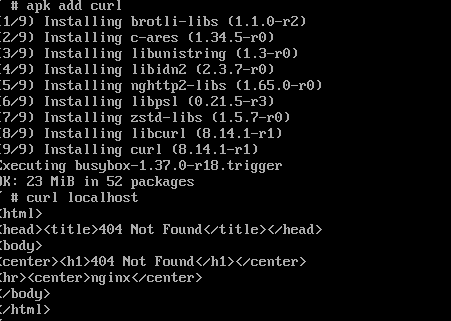 ~ # apk add curl
(1/9) Installing brotli-libs (1.1.0-r2)
(2/9) Installing c-ares (1.34.5-r0)
(3/9) Installing libunistring (1.3-r0)
(4/9) Installing libidn2 (2.3.7-r0)
(5/9) Installing nghttp2-libs (1.65.0-r0)
(6/9) Installing libpsl (0.21.5-r3)
(7/9) Installing zstd-libs (1.5.7-r0)
(8/9) Installing libcurl (8.14.1-r1)
(9/9) Installing curl (8.14.1-r1)
Executing busybox-1.37.0-r18.trigger
OK: 23 MiB in 52 packages
~ # curl localhost
<html>
<head><title>404 Not Found</title></head>
<body>
<center><h1>404 Not Found</h1></center>
<hr><center>nginx</center>
</body>
</html>